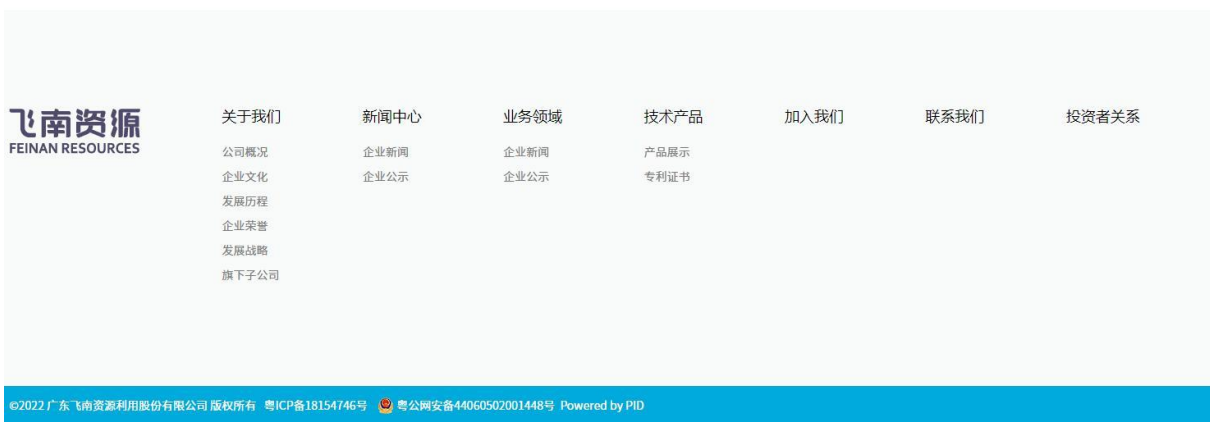 飞南资源
FEINAN RESOURCES
关于我们
公司概况
企业文化
发展历程
企业荣誉
发展战略
旗下子公司
新闻中心
企业新闻
企业公示
业务领域
企业新闻
企业公示
技术产品
产品展示
专利证书
加入我们
联系我们
投资者关系
©2022 广东飞南资源利用股份有限公司 版权所有 粤ICP备18154746号 粤公网安备44060502001448号 Powered by PID